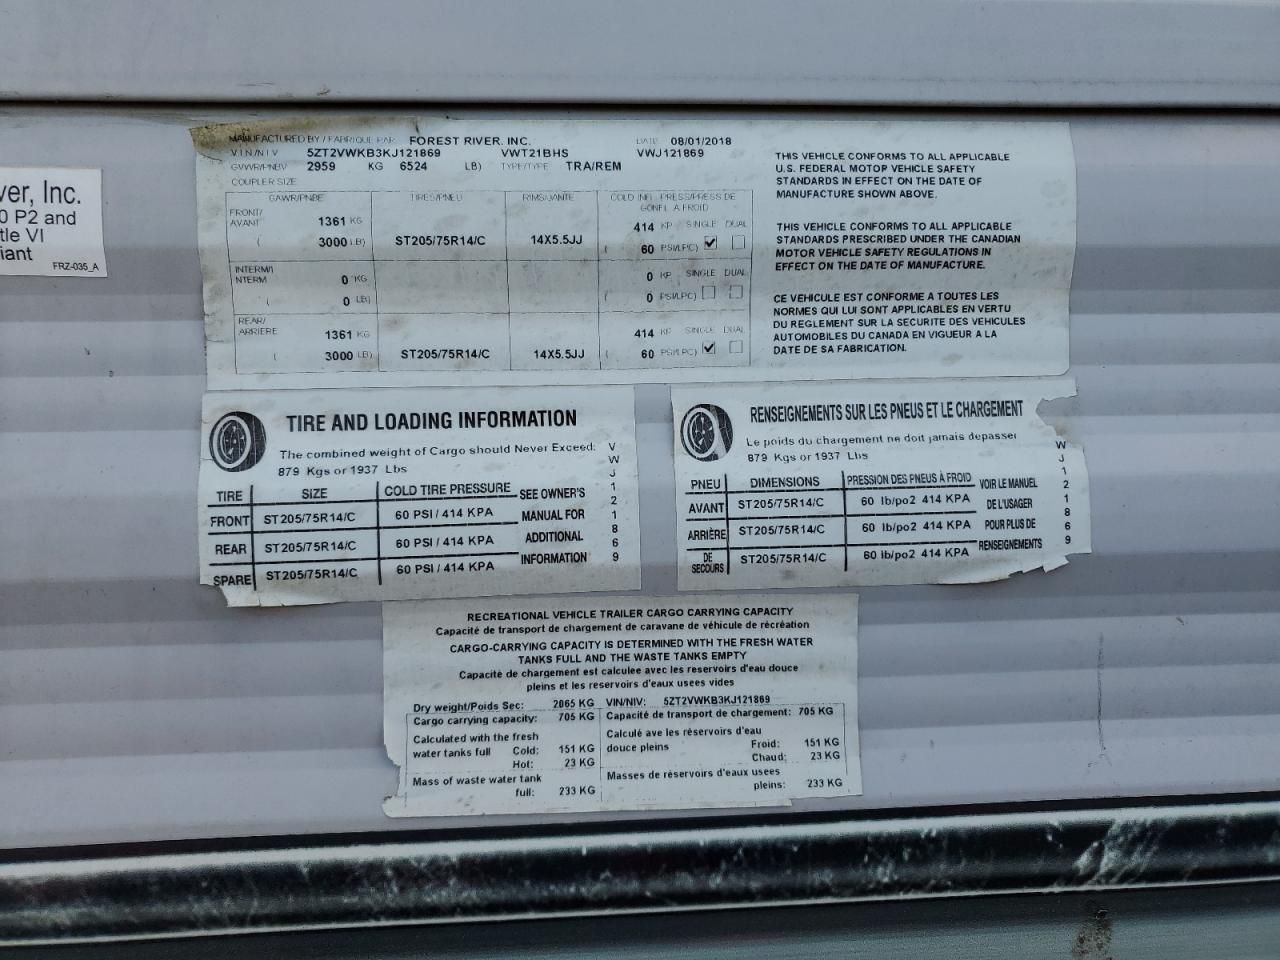 ver, Inc.
0 P2 and
tle VI
iant
FRZ-035_A
MANUFACTURED BY / FABRIQUE PAR: FOREST RIVER, INC. DATE: 08/01/2018
VIN/NIV 5ZT2VWKB3KJ121869 VWT21BHS VWJ121869
GVWR/PNBV 2959 KG 6524 LB) TYPE/TYPE TRA/REM
COUPLER SIZE
GAWR/PNBE TIRES/PNEU RIMS/JANTE COLD INFL PRESS/PRESS DE
GONFL A FROID
FRONT/
AVANT 1361 KG 414 KP SINGLE DUAL
( 3000 LB) ST205/75R14/C 14X5.5JJ ( 60 PSI/LPC)
INTERM/
INTERM 0 KG 0 KP SINGLE DUAL
( 0 LB) ( 0 PSI/LPC)
REAR/
ARRIÈRE 1361 KG 414 KP SINGLE DUAL
( 3000 LB) ST205/75R14/C 14X5.5JJ ( 60 PSI/LPC)
THIS VEHICLE CONFORMS TO ALL APPLICABLE
U.S. FEDERAL MOTOR VEHICLE SAFETY
STANDARDS IN EFFECT ON THE DATE OF
MANUFACTURE SHOWN ABOVE.
THIS VEHICLE CONFORMS TO ALL APPLICABLE
STANDARDS PRESCRIBED UNDER THE CANADIAN
MOTOR VEHICLE SAFETY REGULATIONS IN
EFFECT ON THE DATE OF MANUFACTURE.
CE VEHICULE EST CONFORME A TOUTES LES
NORMES QUI LUI SONT APPLICABLES EN VERTU
DU REGLEMENT SUR LA SECURITE DES VEHICLES
AUTOMOBILES DU CANADA EN VIGUEUR A LA
DATE DE SA FABRICATION.
TIRE AND LOADING INFORMATION
The combined weight of Cargo should Never Exceed:
879 Kgs or 1937 Lbs
TIRE SIZE COLD TIRE PRESSURE SEE OWNER'S
FRONT ST205/75R14/C 60 PSI / 414 KPA MANUAL FOR
REAR ST205/75R14/C 60 PSI / 414 KPA ADDITIONAL
SPARE ST205/75R14/C 60 PSI / 414 KPA INFORMATION
VWJ121869
RENSEIGNEMENTS SUR LES PNEUS ET LE CHARGEMENT
Le poids du chargement ne doit jamais depasser
879 Kgs or 1937 Lbs
PNEU DIMENSIONS PRESSION DES PNEUS À FROID VOIR LE MANUEL
AVANT ST205/75R14/C 60 lb/po2 414 KPA DE L'USAGER
ARRIÈRE ST205/75R14/C 60 lb/po2 414 KPA POUR PLUS DE
DE SECOURS ST205/75R14/C 60 lb/po2 414 KPA RENSEIGNEMENTS
WJ121869
RECREATIONAL VEHICLE TRAILER CARGO CARRYING CAPACITY
Capacité de transport de chargement de caravane de véhicule de récréation
CARGO-CARRYING CAPACITY IS DETERMINED WITH THE FRESH WATER
TANKS FULL AND THE WASTE TANKS EMPTY
Capacité de chargement est calculee avec les reservoirs d'eau douce
pleins et les reservoirs d'eaux usees vides
Dry weight/Poids Sec: 2065 KG VIN/NIV: 5ZT2VWKB3KJ121869
Cargo carrying capacity: 705 KG Capacité de transport de chargement: 705 KG
Calculated with the fresh
water tanks full Cold: 151 KG
Hot: 23 KG
Calculé ave les réservoirs d'eau
douce pleins Froid: 151 KG
Chaud: 23 KG
Mass of waste water tank
full: 233 KG
Masses de réservoirs d'eaux usees
pleins: 233 KG